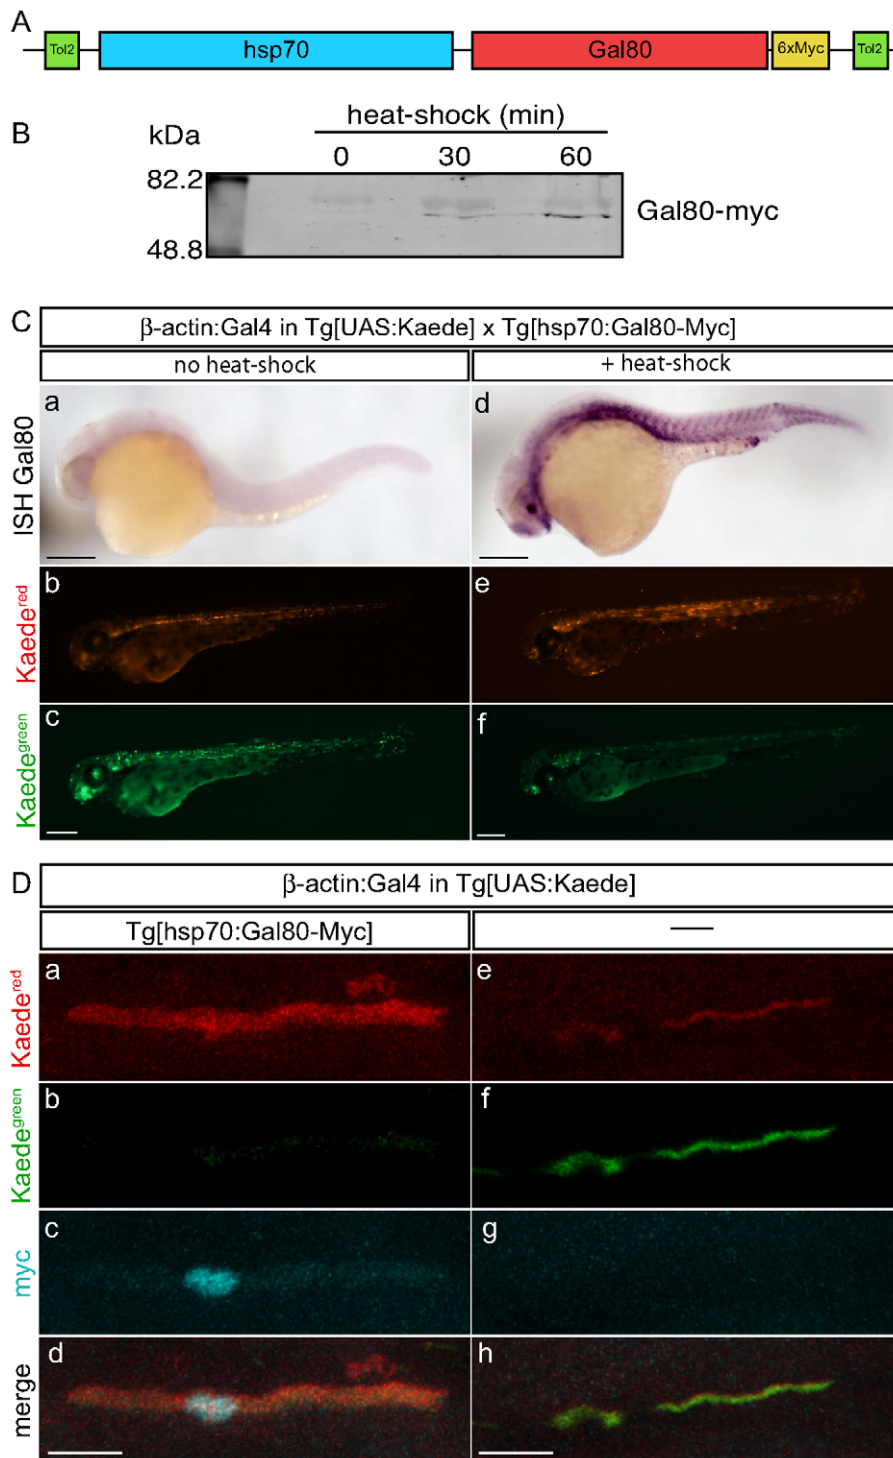 A
Tol2 hsp70 Gal80 6xMyc Tol2
B
heat-shock (min)
kDa
0 30 60
82.2
Gal80-myc
48.8
C
β-actin:Gal4 in Tg[UAS:Kaede] x Tg[hsp70:Gal80-Myc]
no heat-shock + heat-shock
ISH Gal80
a d
Kaede^red
b e
Kaede^green
c f
D
β-actin:Gal4 in Tg[UAS:Kaede]
Tg[hsp70:Gal80-Myc] —
Kaede^red
a e
Kaede^green
b f
myc
c g
merge
d h